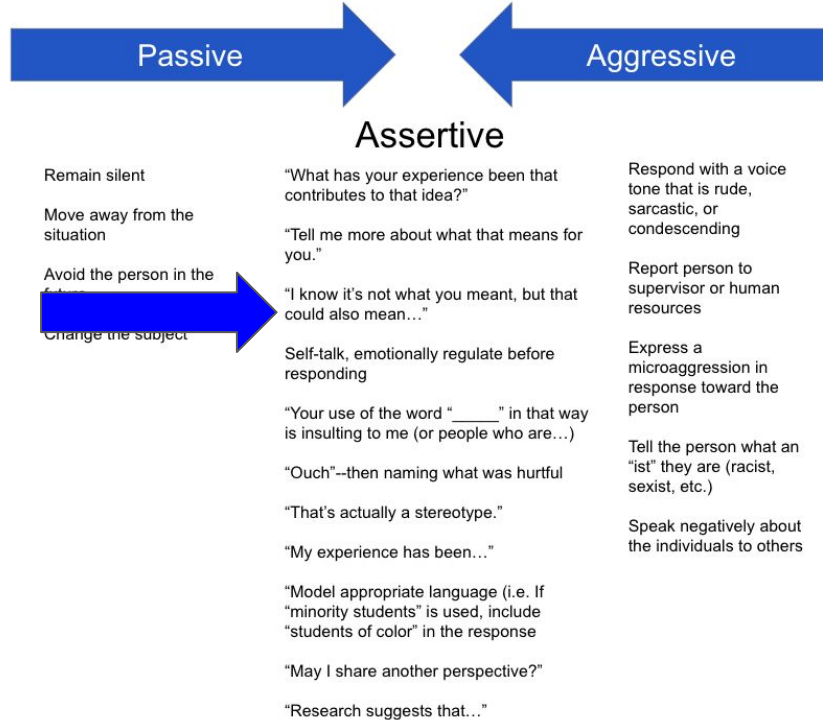 Passive
Aggressive
Assertive
Remain silent
Move away from the
situation
Avoid the person in the
Change the subject
“What has your experience been that
contributes to that idea?”
“Tell me more about what that means for
you.”
“I know it’s not what you meant, but that
could also mean…”
Self-talk, emotionally regulate before
responding
“Your use of the word “_____” in that way
is insulting to me (or people who are…)
“Ouch”--then naming what was hurtful
“That’s actually a stereotype.”
“My experience has been…”
“Model appropriate language (i.e. If
“minority students” is used, include
“students of color” in the response
“May I share another perspective?”
“Research suggests that…”
Respond with a voice
tone that is rude,
sarcastic, or
condescending
Report person to
supervisor or human
resources
Express a
microaggression in
response toward the
person
Tell the person what an
“ist” they are (racist,
sexist, etc.)
Speak negatively about
the individuals to others